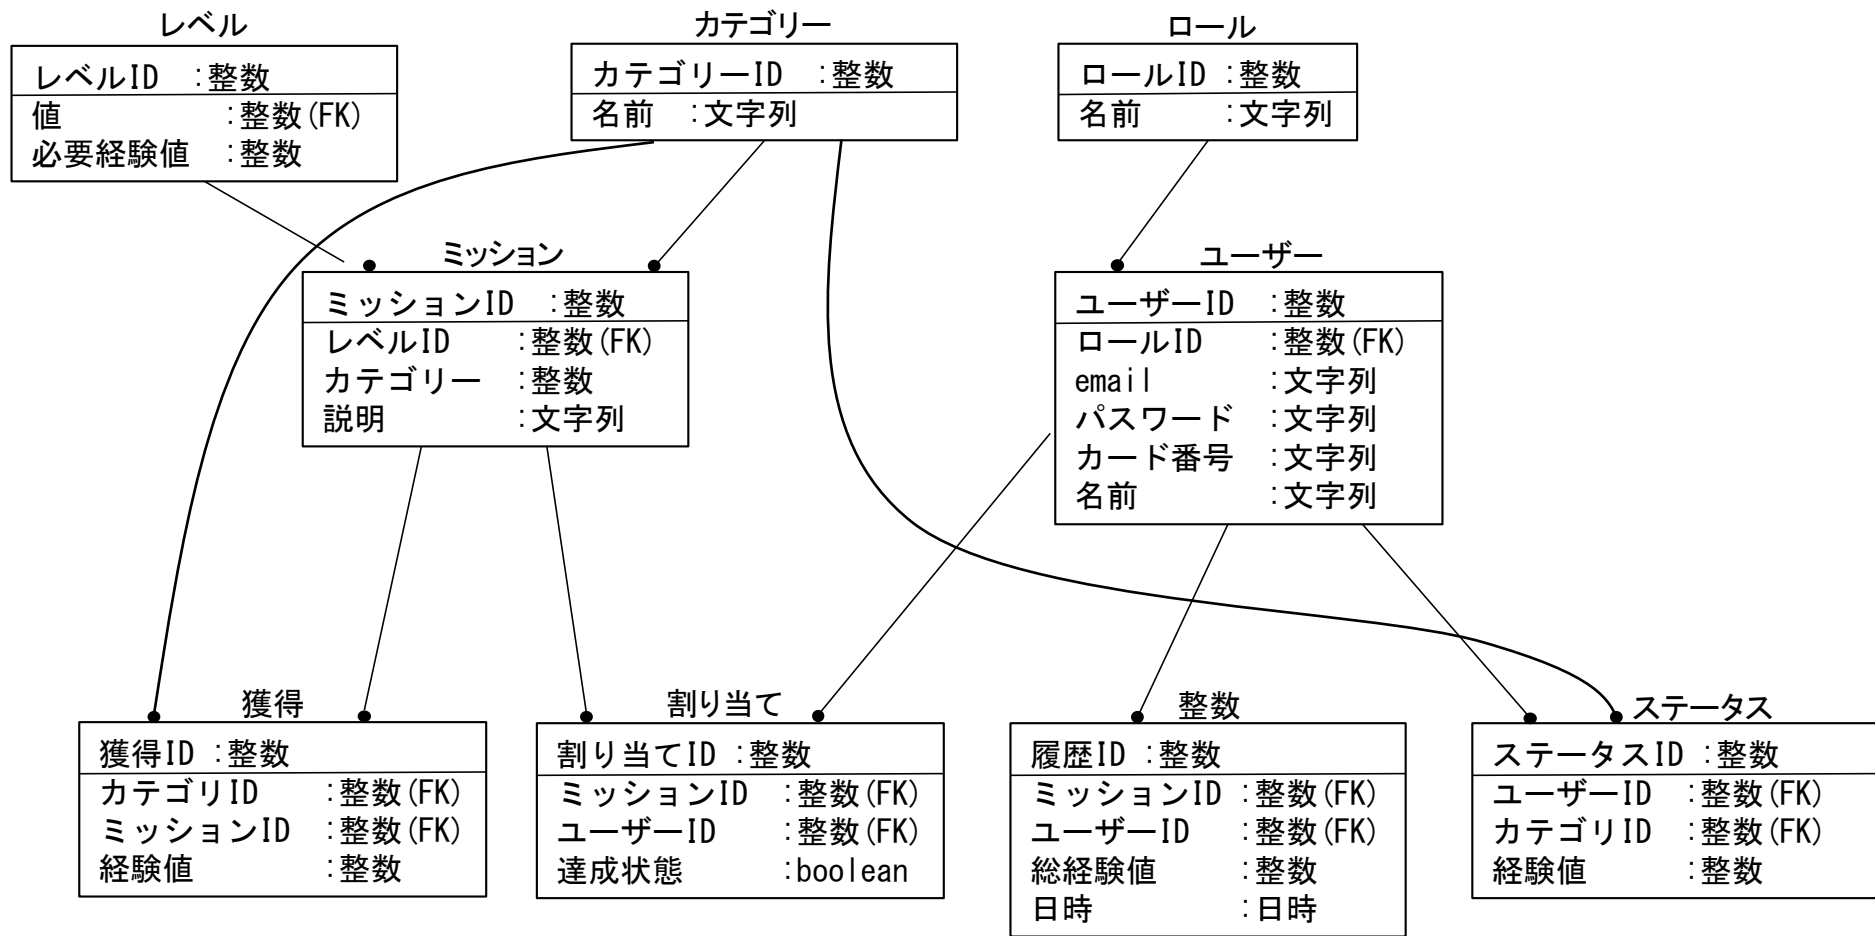 レベル
レベルID :整数
値 :整数(FK)
必要経験値 :整数
カテゴリー
カテゴリーID :整数
名前 :文字列
ロール
ロールID :整数
名前 :文字列
ミッション
ミッションID :整数
レベルID :整数(FK)
カテゴリー :整数
説明 :文字列
ユーザー
ユーザーID :整数
ロールID :整数(FK)
email :文字列
パスワード :文字列
カード番号 :文字列
名前 :文字列
獲得
獲得ID :整数
カテゴリID :整数(FK)
ミッションID :整数(FK)
経験値 :整数
割り当て
割り当てID :整数
ミッションID :整数(FK)
ユーザーID :整数(FK)
達成状態 :boolean
整数
履歴ID :整数
ミッションID :整数(FK)
ユーザーID :整数(FK)
総経験値 :整数
日時 :日時
ステータス
ステータスID :整数
ユーザーID :整数(FK)
カテゴリID :整数(FK)
経験値 :整数